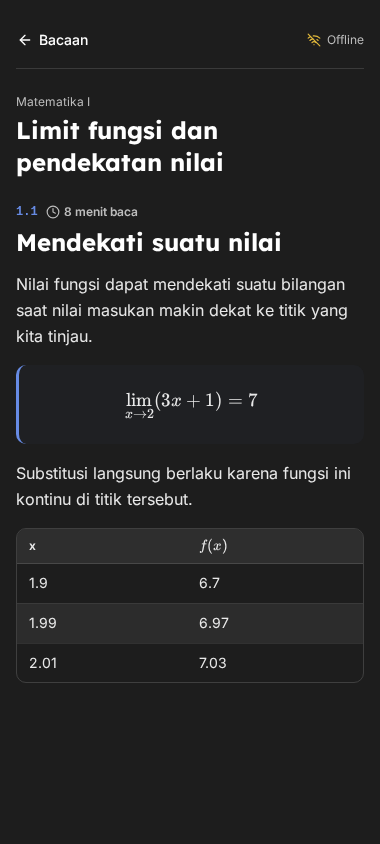 Bacaan
Offline
Matematika I
Limit fungsi dan
pendekatan nilai
1.1 8 menit baca
Mendekati suatu nilai
Nilai fungsi dapat mendekati suatu bilangan
saat nilai masukan makin dekat ke titik yang
kita tinjau.
lim x→2 (3x + 1) = 7
Substitusi langsung berlaku karena fungsi ini
kontinu di titik tersebut.
x f(x)
1.9 6.7
1.99 6.97
2.01 7.03